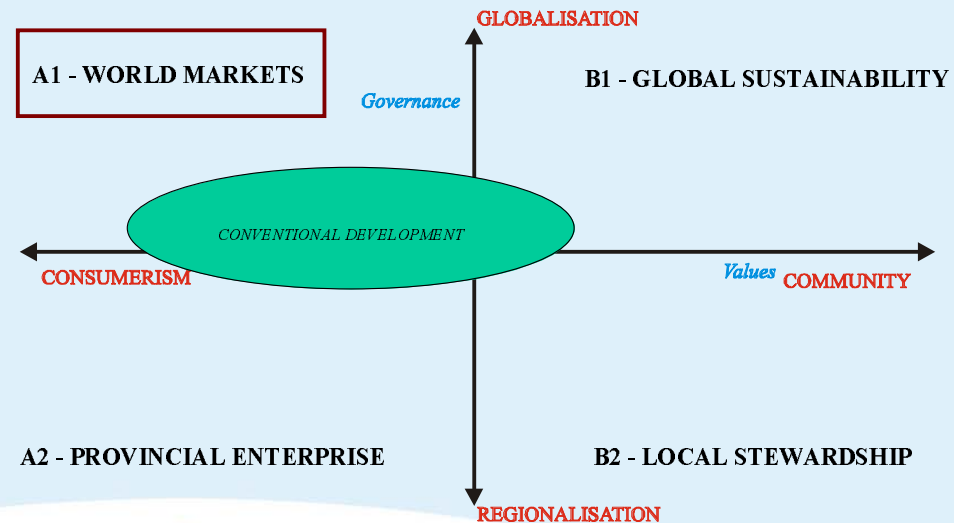 GLOBALISATION
A1 - WORLD MARKETS
B1 - GLOBAL SUSTAINABILITY
Governance
CONVENTIONAL DEVELOPMENT
CONSUMERISM
Values
COMMUNITY
A2 - PROVINCIAL ENTERPRISE
B2 - LOCAL STEWARDSHIP
REGIONALISATION